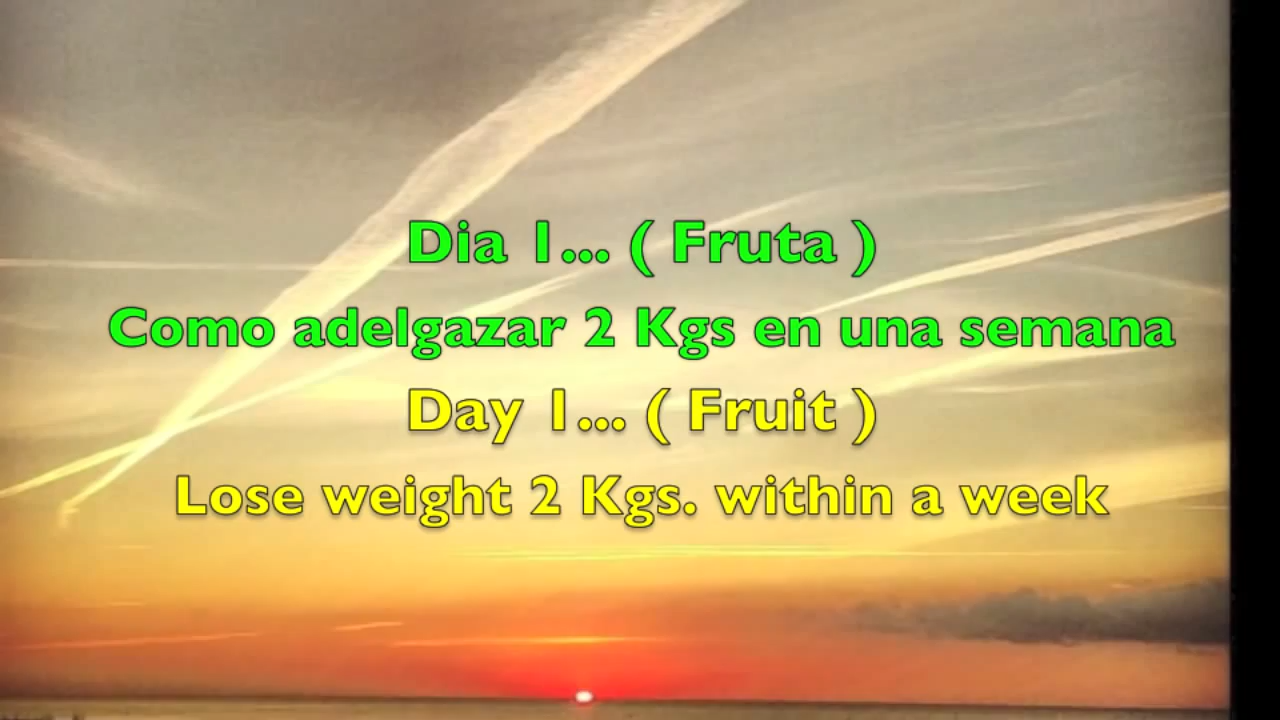 Dia 1... ( Fruta )
Como adelgazar 2 Kgs en una semana
Day 1... ( Fruit )
Lose weight 2 Kgs. within a week